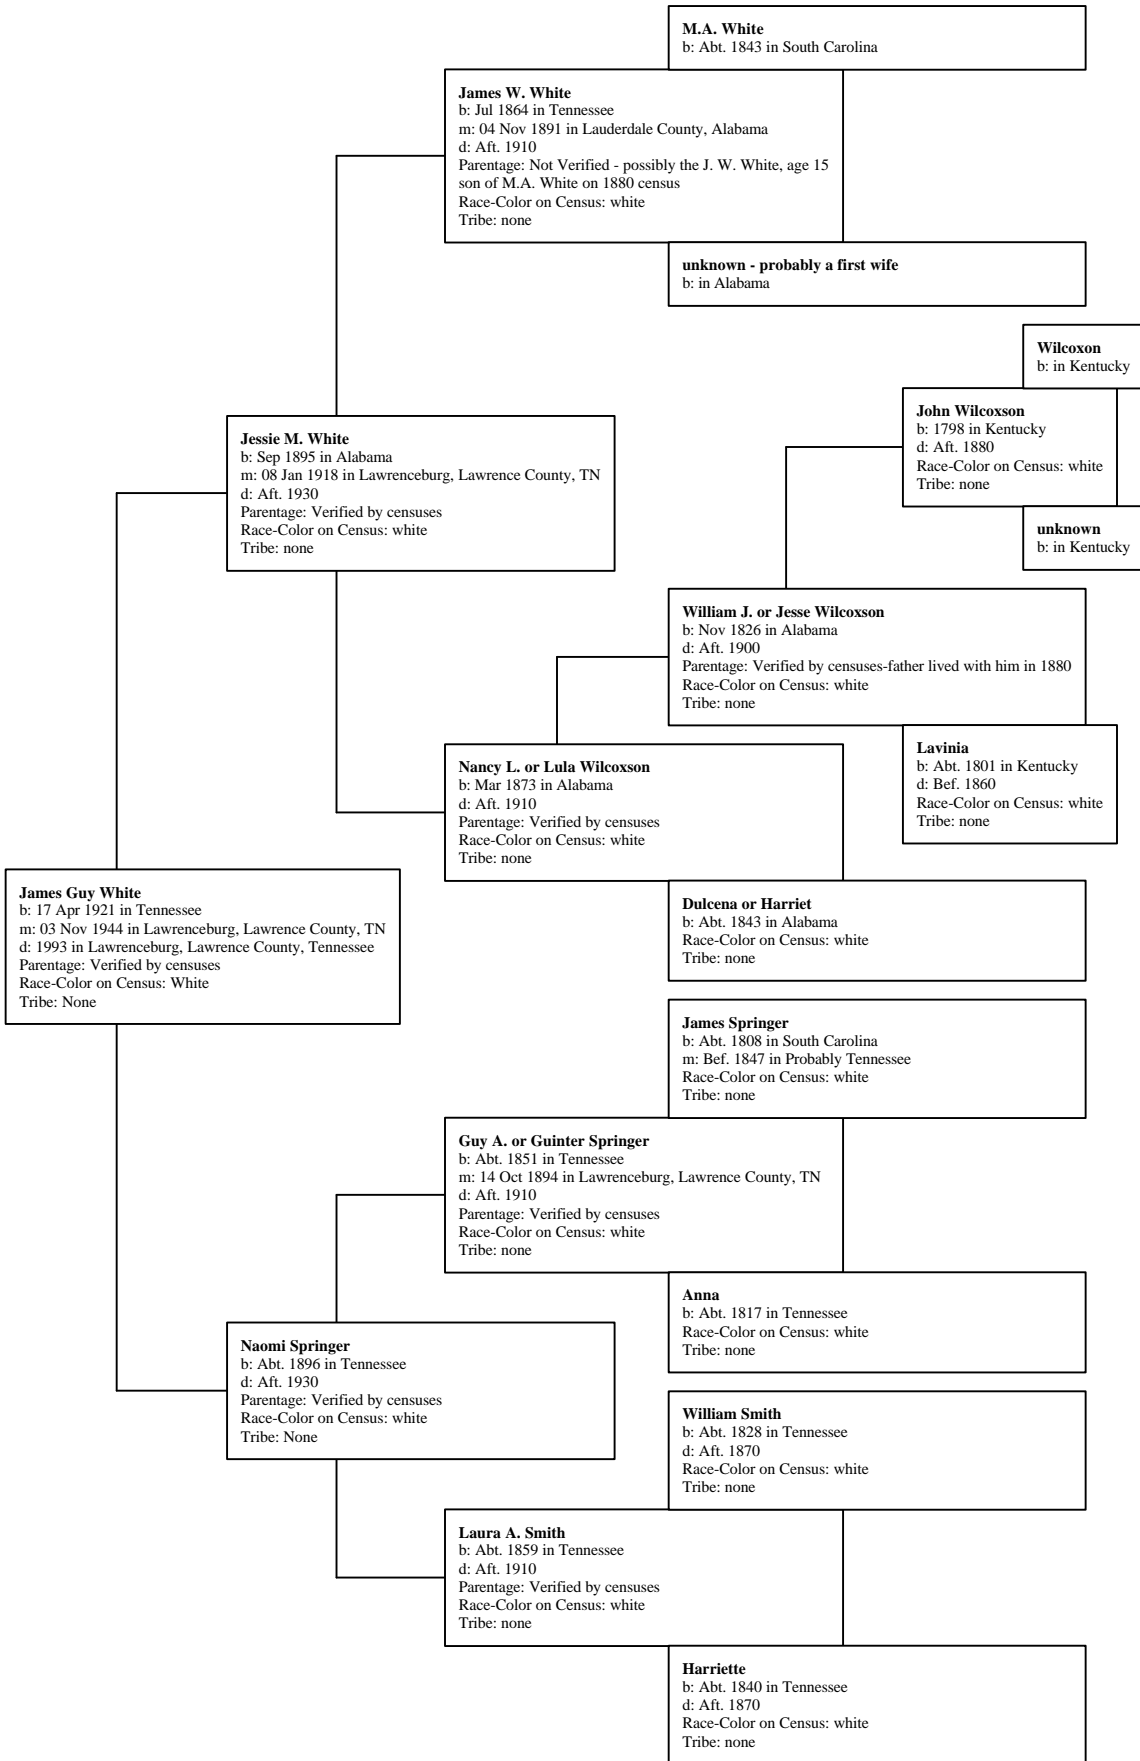 M.A. White
b: Abt. 1843 in South Carolina
James W. White
b: Jul 1864 in Tennessee
m: 04 Nov 1891 in Lauderdale County, Alabama
d: Aft. 1910
Parentage: Not Verified - possibly the J. W. White, age 15
son of M.A. White on 1880 census
Race-Color on Census: white
Tribe: none
unknown - probably a first wife
b: in Alabama
Wilcoxon
b: in Kentucky
John Wilcoxson
b: 1798 in Kentucky
d: Aft. 1880
Race-Color on Census: white
Tribe: none
Jessie M. White
b: Sep 1895 in Alabama
m: 08 Jan 1918 in Lawrenceburg, Lawrence County, TN
d: Aft. 1930
Parentage: Verified by censuses
Race-Color on Census: white
Tribe: none
unknown
b: in Kentucky
William J. or Jesse Wilcoxson
b: Nov 1826 in Alabama
d: Aft. 1900
Parentage: Verified by censuses-father lived with him in 1880
Race-Color on Census: white
Tribe: none
Lavinia
b: Abt. 1801 in Kentucky
d: Bef. 1860
Race-Color on Census: white
Tribe: none
Nancy L. or Lula Wilcoxson
b: Mar 1873 in Alabama
d: Aft. 1910
Parentage: Verified by censuses
Race-Color on Census: white
Tribe: none
James Guy White
b: 17 Apr 1921 in Tennessee
m: 03 Nov 1944 in Lawrenceburg, Lawrence County, TN
d: 1993 in Lawrenceburg, Lawrence County, Tennessee
Parentage: Verified by censuses
Race-Color on Census: White
Tribe: None
Dulcena or Harriet
b: Abt. 1843 in Alabama
Race-Color on Census: white
Tribe: none
James Springer
b: Abt. 1808 in South Carolina
m: Bef. 1847 in Probably Tennessee
Race-Color on Census: white
Tribe: none
Guy A. or Guinter Springer
b: Abt. 1851 in Tennessee
m: 14 Oct 1894 in Lawrenceburg, Lawrence County, TN
d: Aft. 1910
Parentage: Verified by censuses
Race-Color on Census: white
Tribe: none
Anna
b: Abt. 1817 in Tennessee
Race-Color on Census: white
Tribe: none
Naomi Springer
b: Abt. 1896 in Tennessee
d: Aft. 1930
Parentage: Verified by censuses
Race-Color on Census: white
Tribe: None
William Smith
b: Abt. 1828 in Tennessee
d: Aft. 1870
Race-Color on Census: white
Tribe: none
Laura A. Smith
b: Abt. 1859 in Tennessee
d: Aft. 1910
Parentage: Verified by censuses
Race-Color on Census: white
Tribe: none
Harriette
b: Abt. 1840 in Tennessee
d: Aft. 1870
Race-Color on Census: white
Tribe: none